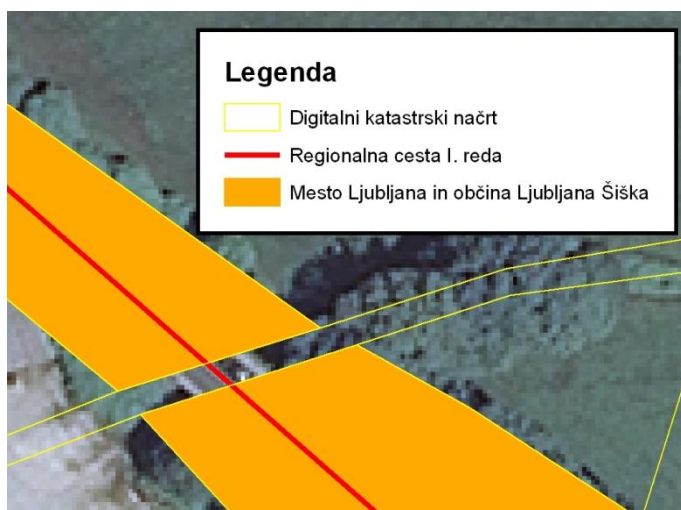 Legenda
Digitalni katastrski načrt
Regionalna cesta I. reda
Mesto Ljubljana in občina Ljubljana Šiška